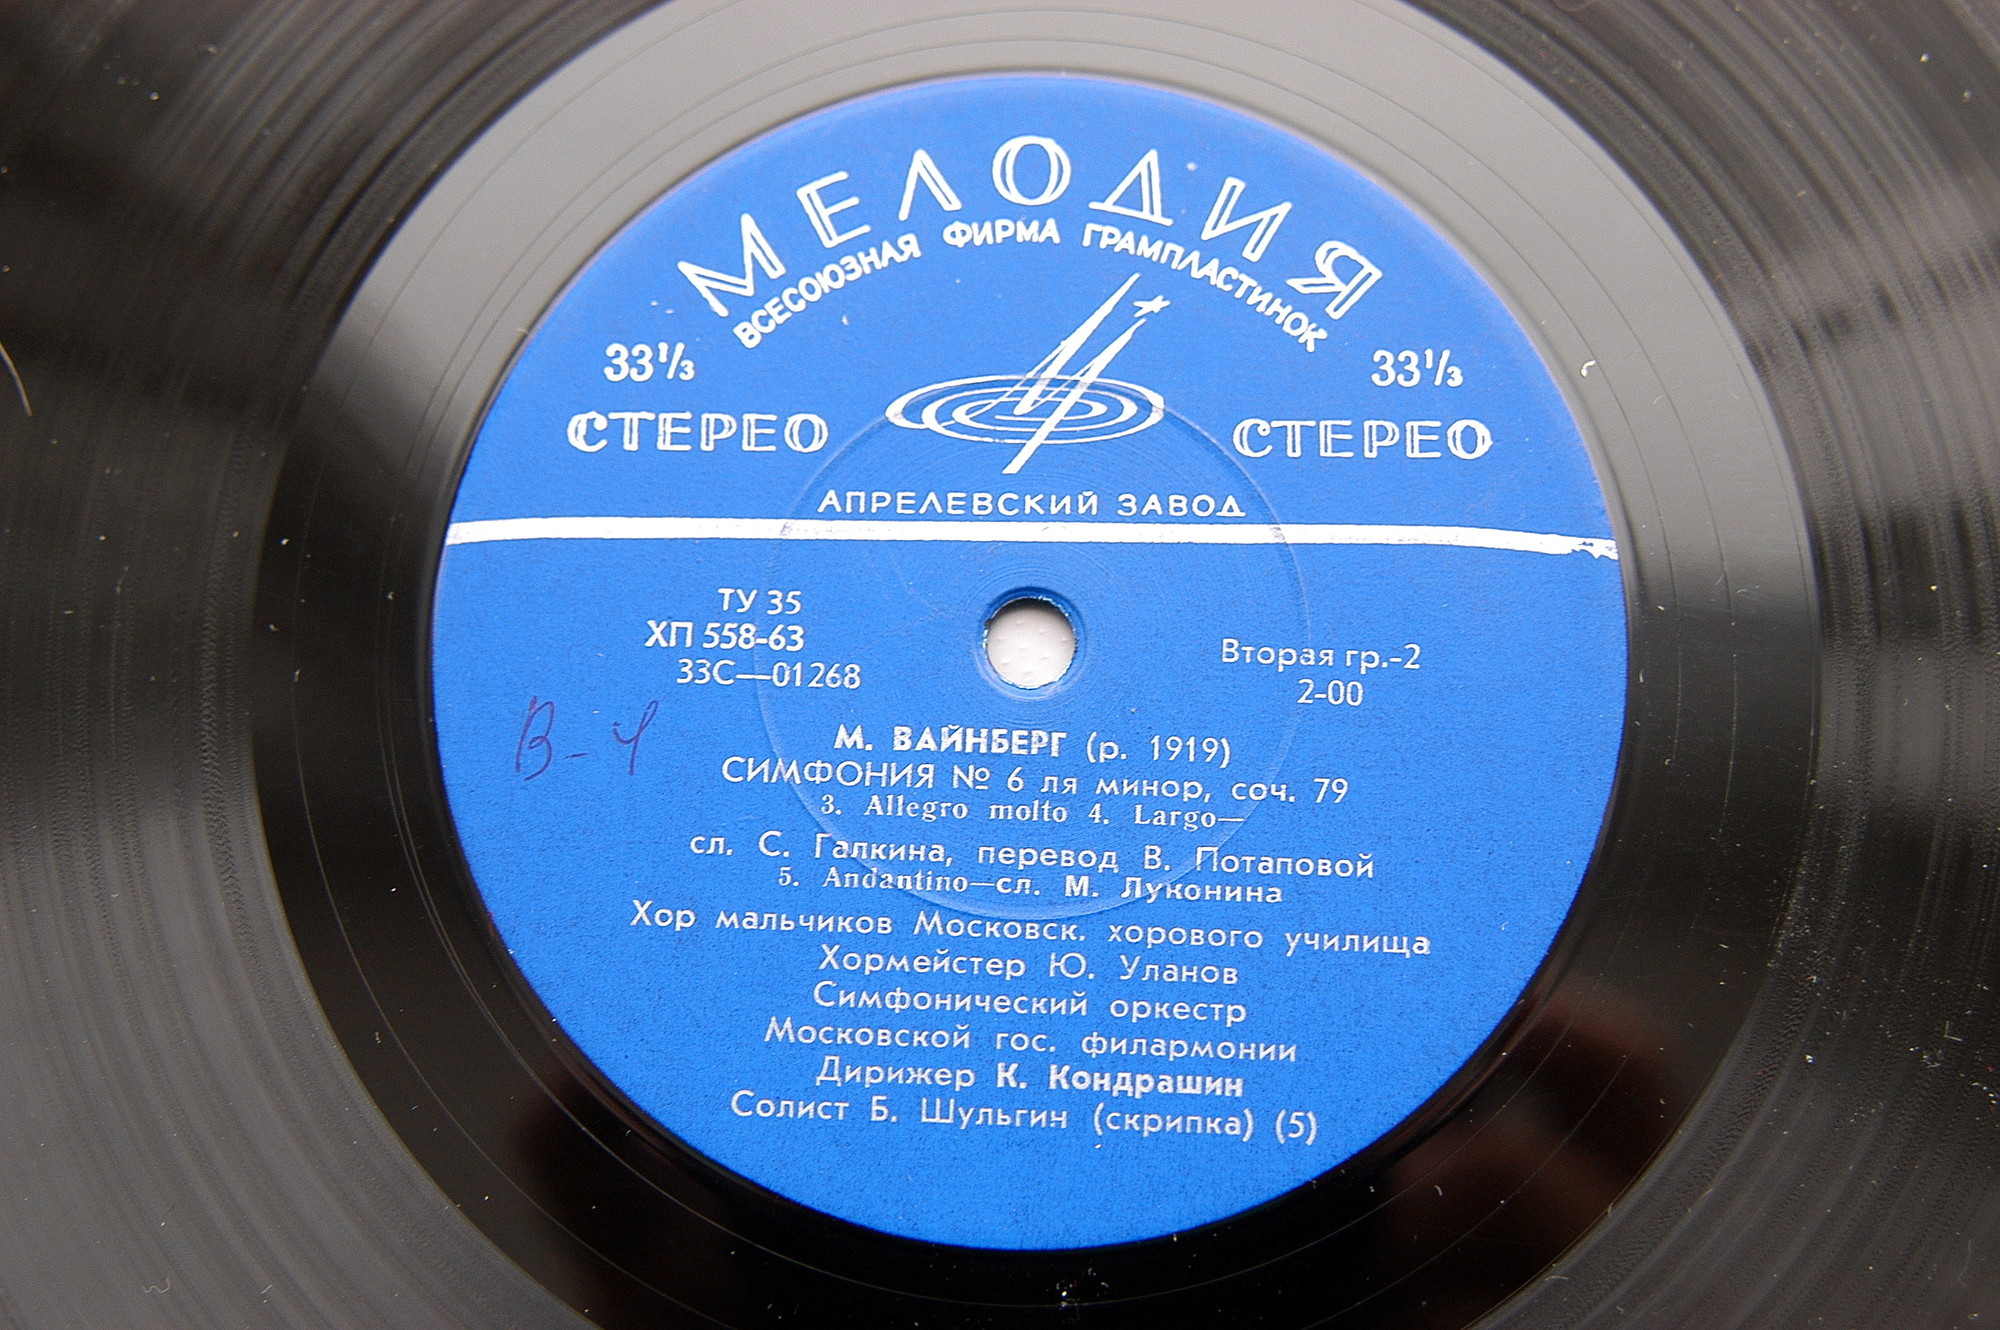 МЕЛОДИЯ
ВСЕСОЮЗНАЯ ФИРМА ГРАМПЛАСТИНОК
33⅓ 33⅓
СТЕРЕО СТЕРЕО
АПРЕЛЕВСКИЙ ЗАВОД
ТУ 35
ХП 558-63
33С—01268
Вторая гр.-2
2-00
М. ВАЙНБЕРГ (р. 1919)
СИМФОНИЯ № 6 ля минор, соч. 79
3. Allegro molto 4. Largo—
сл. С. Галкина, перевод В. Потаповой
5. Andantino—сл. М. Луконина
Хор мальчиков Московск. хорового училища
Хормейстер Ю. Уланов
Симфонический оркестр
Московской гос. филармонии
Дирижер К. Кондрашин
Солист Б. Шульгин (скрипка) (5)